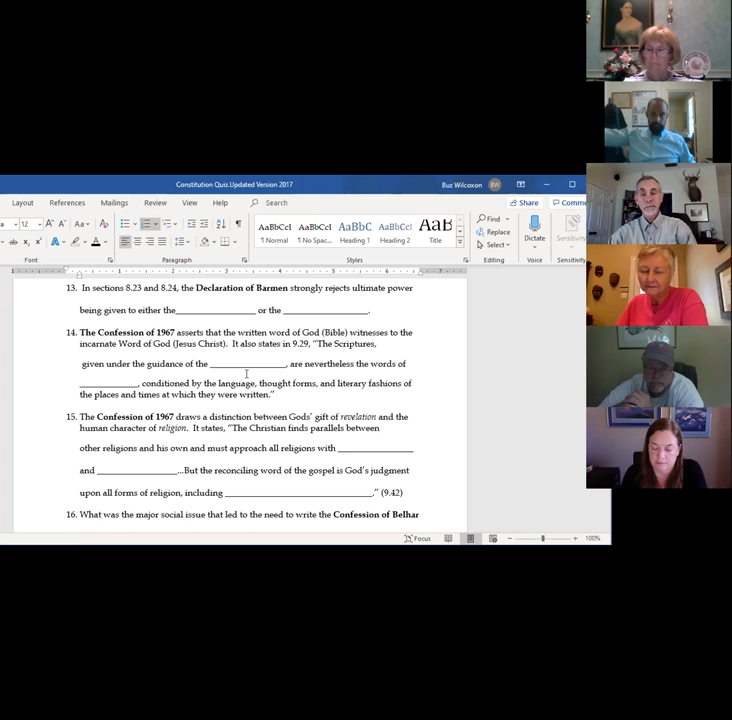 Constitution Quiz.Updated Version 2017
Buz Wilcoxon BW
Layout References Mailings Review View Help Search Share
12 Aa Find Replace Select Dictate Sensitivity
AaBbCcI AaBbCcI AaBbC AaBbCcI AaB
¶ Normal ¶ No Spac... Heading 1 Heading 2 Title
Font Paragraph Styles Editing Voice Sensitivity
13. In sections 8.23 and 8.24, the Declaration of Barmen strongly rejects ultimate power
being given to either the_________________ or the __________________.
14. The Confession of 1967 asserts that the written word of God (Bible) witnesses to the
incarnate Word of God (Jesus Christ). It also states in 9.29, “The Scriptures,
given under the guidance of the ________________, are nevertheless the words of
_____________, conditioned by the language, thought forms, and literary fashions of
the places and times at which they were written.”
15. The Confession of 1967 draws a distinction between Gods’ gift of revelation and the
human character of religion. It states, “The Christian finds parallels between
other religions and his own and must approach all religions with ________________
and _________________...But the reconciling word of the gospel is God’s judgment
upon all forms of religion, including ________________________________.” (9.42)
16. What was the major social issue that led to the need to write the Confession of Belhar
Focus 100%